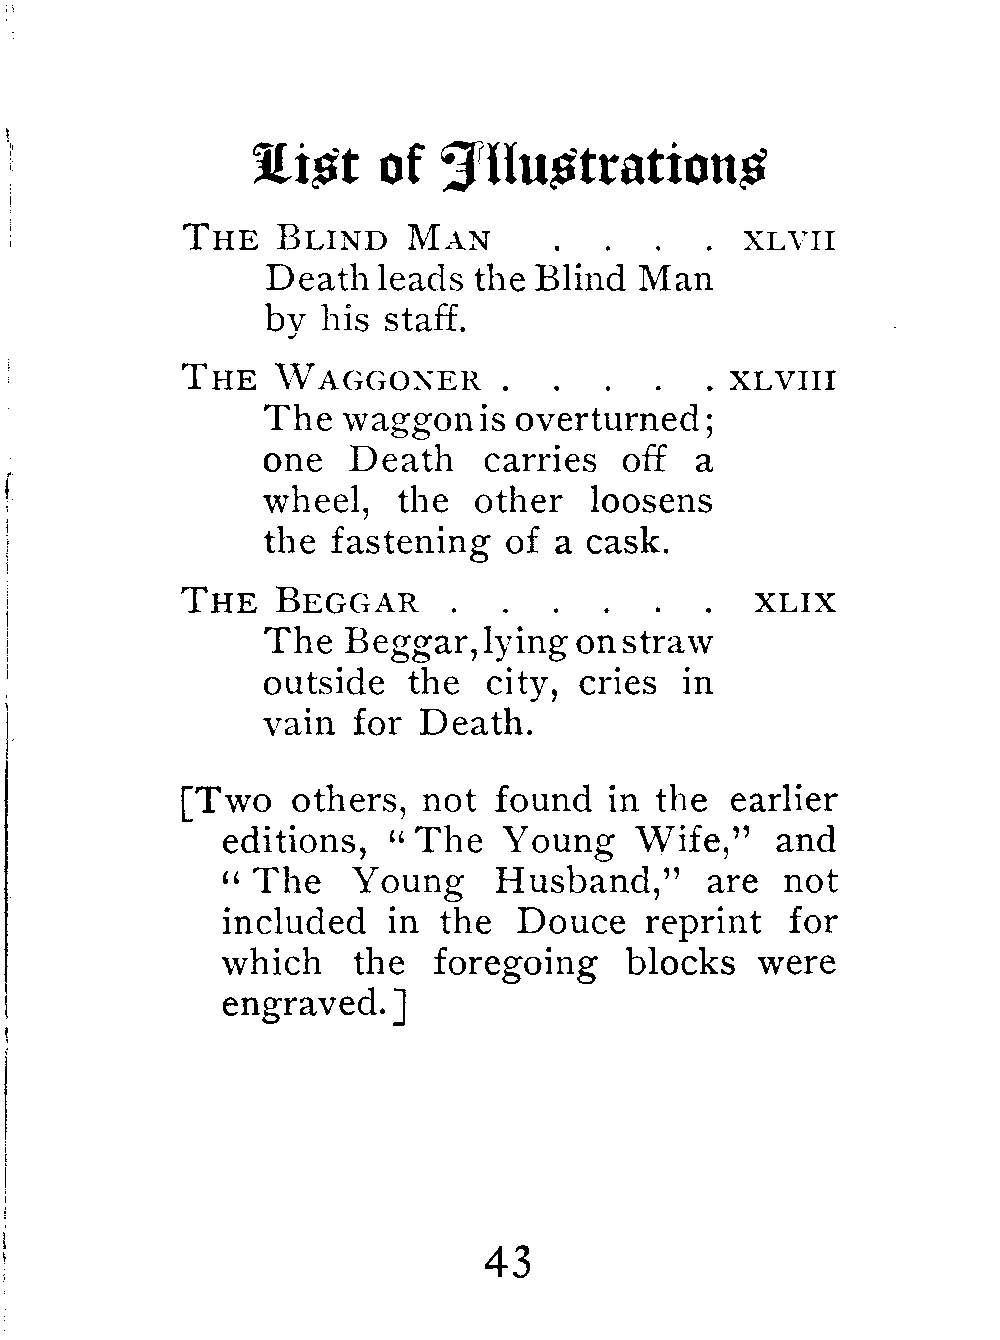 List of Illustrations
The Blind Man . . . . XLVII
Death leads the Blind Man
by his staff.
The Waggoner . . . . . XLVIII
The waggon is overturned;
one Death carries off a
wheel, the other loosens
the fastening of a cask.
The Beggar . . . . . . XLIX
The Beggar, lying on straw
outside the city, cries in
vain for Death.
[Two others, not found in the earlier
editions, “The Young Wife,” and
“The Young Husband,” are not
included in the Douce reprint for
which the foregoing blocks were
engraved.]
43